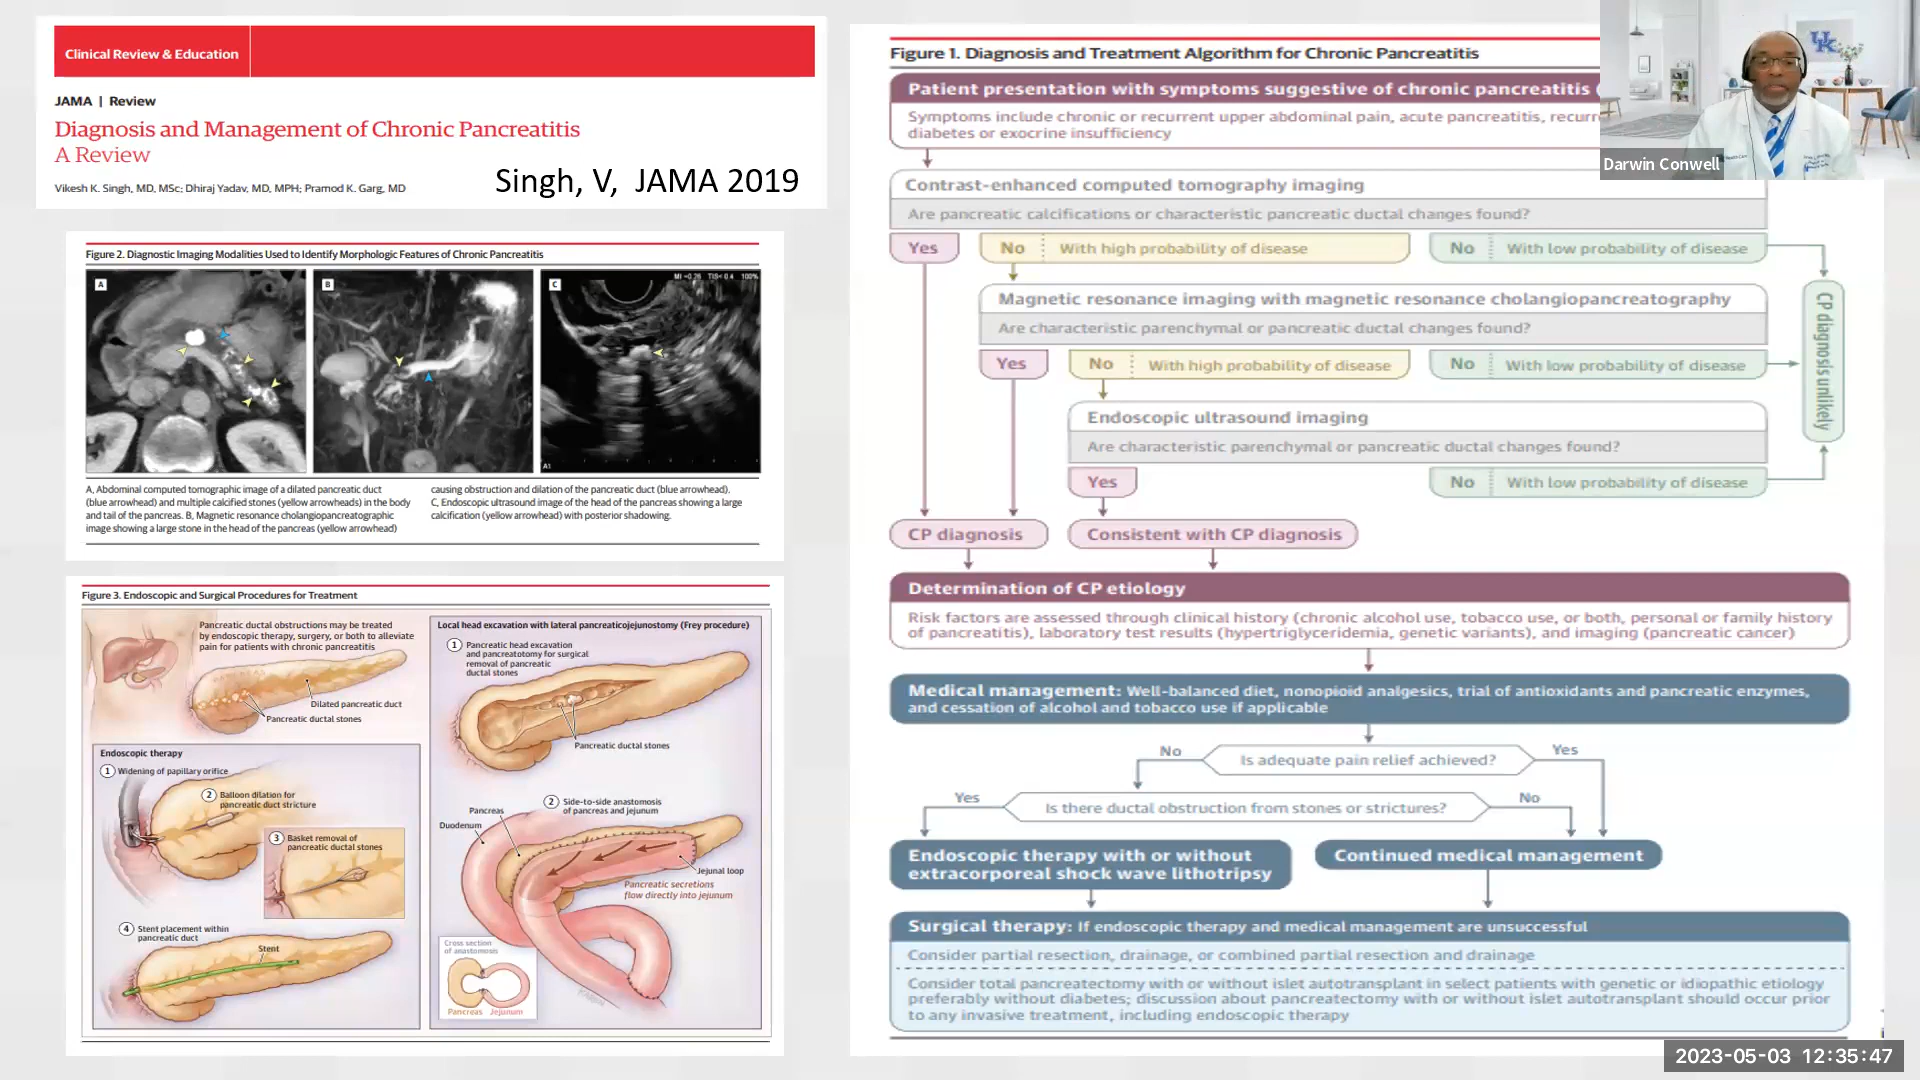 Clinical Review & Education
JAMA | Review
Diagnosis and Management of Chronic Pancreatitis
A Review
Vikesh K. Singh, MD, MSc; Dhiraj Yadav, MD, MPH; Pramod K. Garg, MD
Singh, V, JAMA 2019
Figure 2. Diagnostic Imaging Modalities Used to Identify Morphologic Features of Chronic Pancreatitis
A
B
C
MI <0.26 TIS< 0.4 100%
A1
A, Abdominal computed tomographic image of a dilated pancreatic duct
(blue arrowhead) and multiple calcified stones (yellow arrowheads) in the body
and tail of the pancreas. B, Magnetic resonance cholangiopancreatographic
image showing a large stone in the head of the pancreas (yellow arrowhead)
causing obstruction and dilation of the pancreatic duct (blue arrowhead).
C, Endoscopic ultrasound image of the head of the pancreas showing a large
calcification (yellow arrowhead) with posterior shadowing.
Figure 3. Endoscopic and Surgical Procedures for Treatment
Pancreatic ductal obstructions may be treated
by endoscopic therapy, surgery, or both to alleviate
pain for patients with chronic pancreatitis
Dilated pancreatic duct
Pancreatic ductal stones
Endoscopic therapy
1 Widening of papillary orifice
2 Balloon dilation for
pancreatic duct stricture
3 Basket removal of
pancreatic ductal stones
4 Stent placement within
pancreatic duct
Stent
Local head excavation with lateral pancreaticojejunostomy (Frey procedure)
1 Pancreatic head excavation
and pancreatotomy for surgical
removal of pancreatic
ductal stones
Pancreatic ductal stones
2 Side-to-side anastomosis
of pancreas and jejunum
Pancreas
Duodenum
Jejunal loop
Pancreatic secretions
flow directly into jejunum
Cross section
of anastomosis
Pancreas Jejunum
Figure 1. Diagnosis and Treatment Algorithm for Chronic Pancreatitis
Patient presentation with symptoms suggestive of chronic pancreatitis (
Symptoms include chronic or recurrent upper abdominal pain, acute pancreatitis, recurr
diabetes or exocrine insufficiency
Contrast-enhanced computed tomography imaging
Are pancreatic calcifications or characteristic pancreatic ductal changes found?
Yes
No With high probability of disease
No With low probability of disease
Magnetic resonance imaging with magnetic resonance cholangiopancreatography
Are characteristic parenchymal or pancreatic ductal changes found?
Yes
No With high probability of disease
No With low probability of disease
CP diagnosis unlikely
Endoscopic ultrasound imaging
Are characteristic parenchymal or pancreatic ductal changes found?
Yes
No With low probability of disease
CP diagnosis
Consistent with CP diagnosis
Determination of CP etiology
Risk factors are assessed through clinical history (chronic alcohol use, tobacco use, or both, personal or family history
of pancreatitis), laboratory test results (hypertriglyceridemia, genetic variants), and imaging (pancreatic cancer)
Medical management: Well-balanced diet, nonopioid analgesics, trial of antioxidants and pancreatic enzymes,
and cessation of alcohol and tobacco use if applicable
No
Is adequate pain relief achieved?
Yes
Yes
Is there ductal obstruction from stones or strictures?
No
Endoscopic therapy with or without
extracorporeal shock wave lithotripsy
Continued medical management
Surgical therapy: If endoscopic therapy and medical management are unsuccessful
Consider partial resection, drainage, or combined partial resection and drainage
Consider total pancreatectomy with or without islet autotransplant in select patients with genetic or idiopathic etiology
preferably without diabetes; discussion about pancreatectomy with or without islet autotransplant should occur prior
to any invasive treatment, including endoscopic therapy
UK
Darwin Conwell
2023-05-03 12:35:47